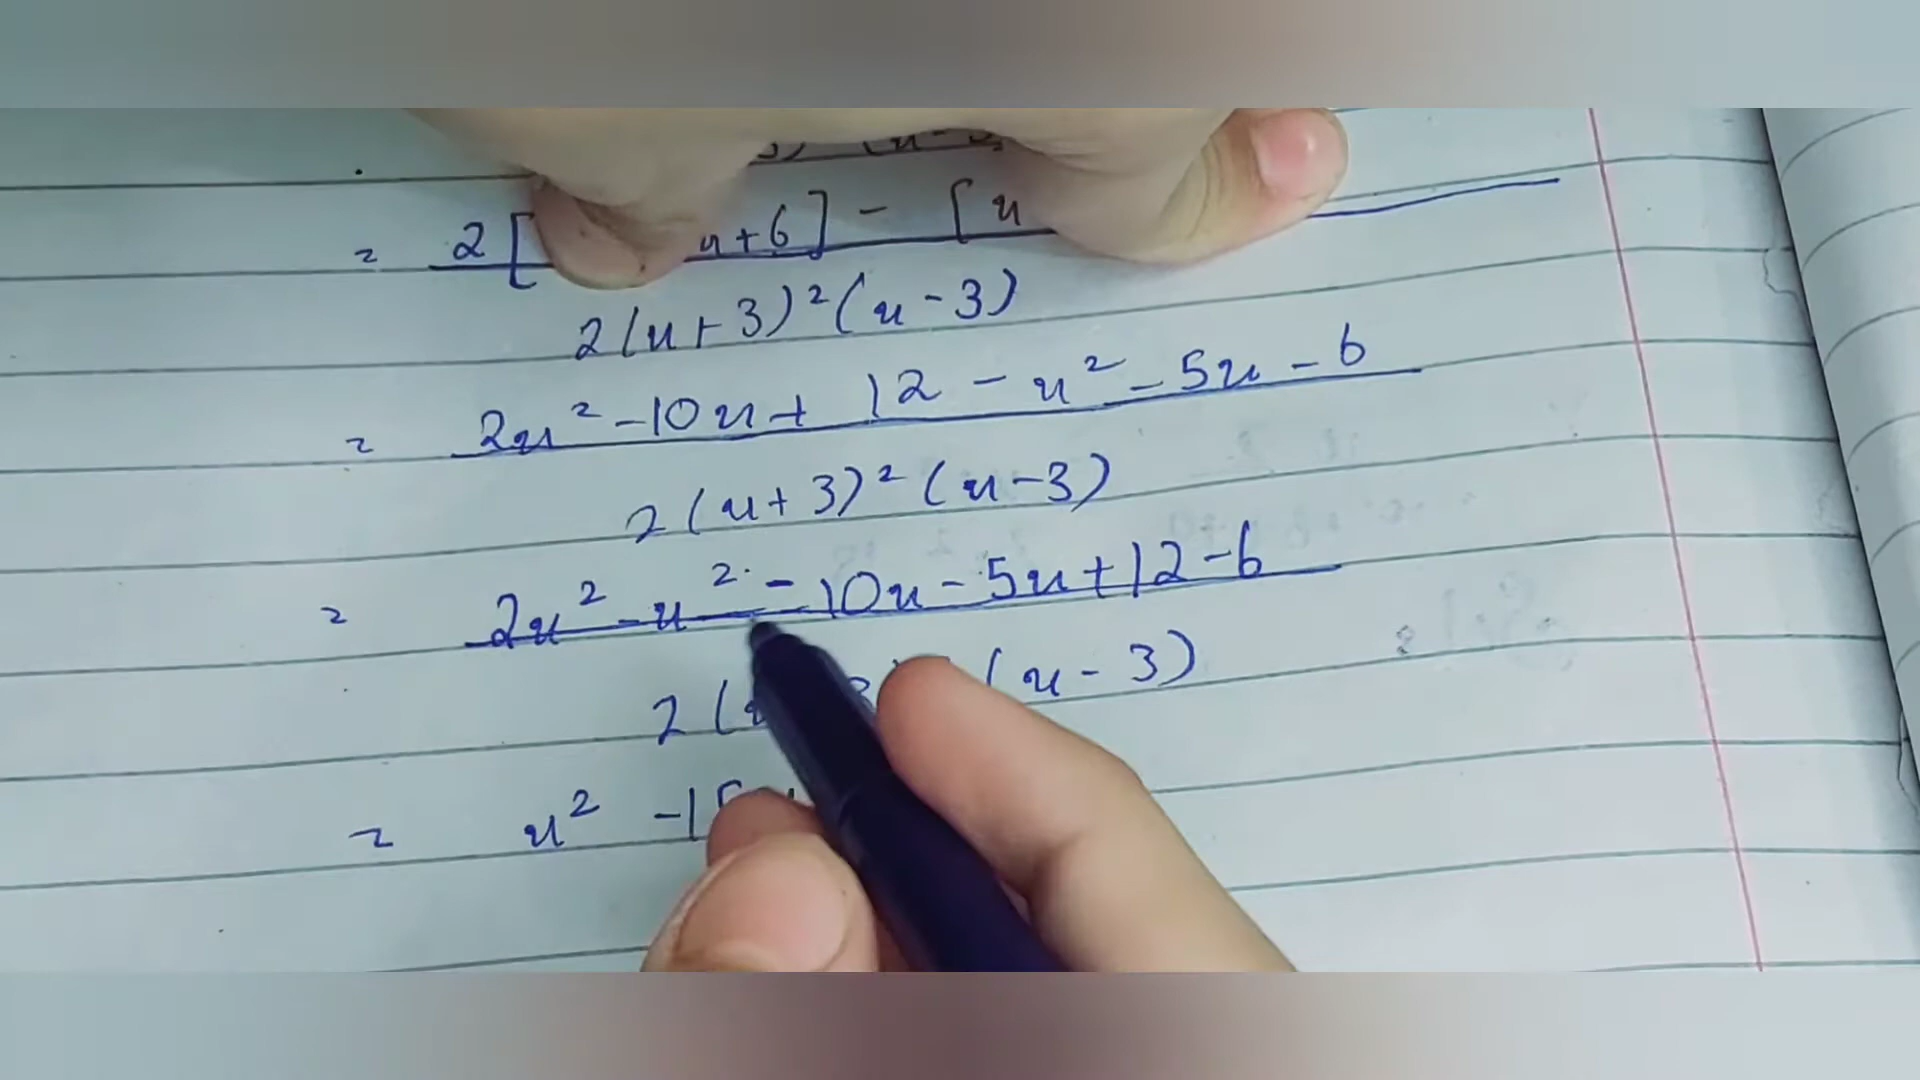 = 2 [ u + 6 ] - [ u
2(u+3)²(u-3)
= 2u² - 10u + 12 - u² - 5u - 6
2(u+3)²(u-3)
= 2u² - u² - 10u - 5u + 12 - 6
2( (u-3)
= u² - 15